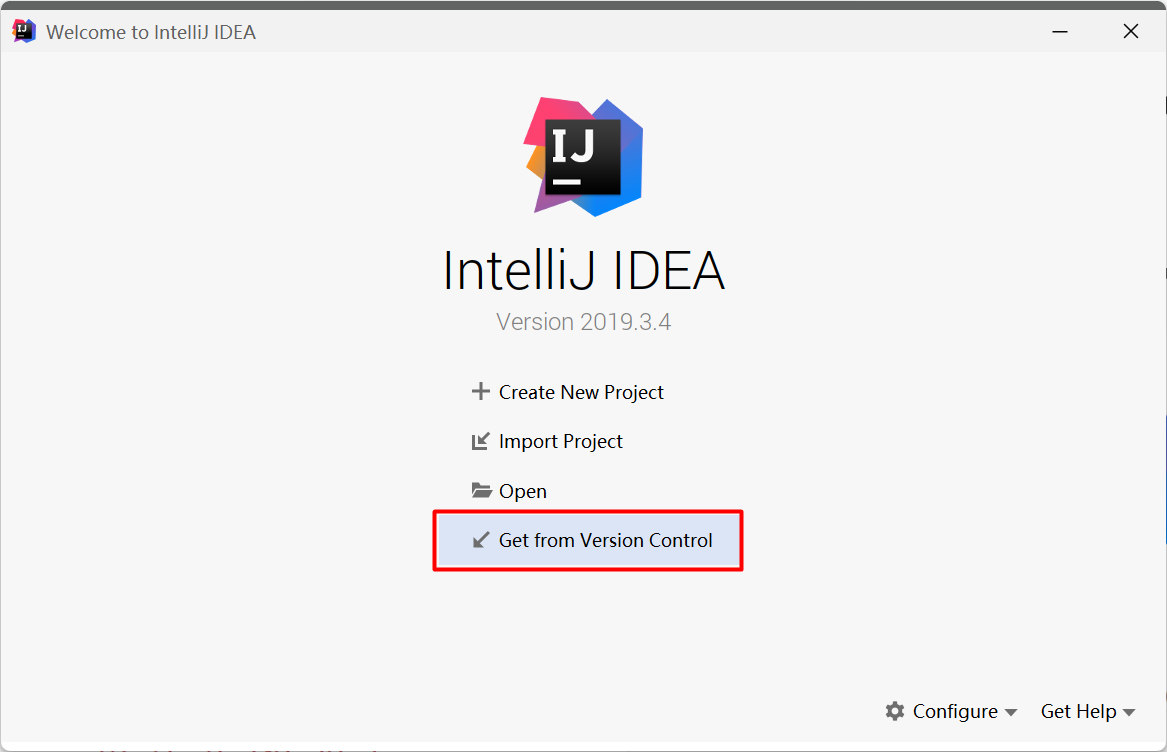 Welcome to IntelliJ IDEA
IJ
IntelliJ IDEA
Version 2019.3.4
Create New Project
Import Project
Open
Get from Version Control
Configure
Get Help